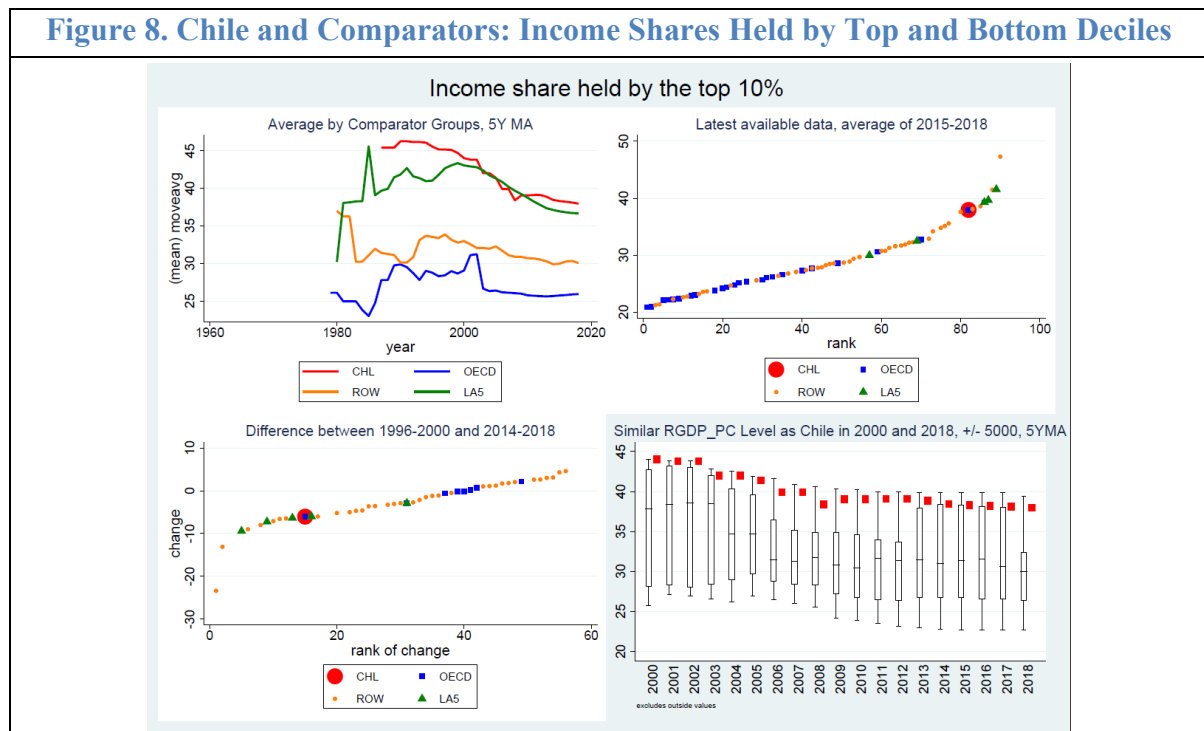 Figure 8. Chile and Comparators: Income Shares Held by Top and Bottom Deciles
Income share held by the top 10%
Average by Comparator Groups, 5Y MA
(mean) moveavg
45
40
35
30
25
1960
1980
2000
2020
year
CHL
OECD
ROW
LA5
Latest available data, average of 2015-2018
50
40
30
20
0
20
40
60
80
100
rank
CHL
OECD
ROW
LA5
Difference between 1996-2000 and 2014-2018
change
10
0
-10
-20
-30
0
20
40
60
rank of change
CHL
OECD
ROW
LA5
Similar RGDP_PC Level as Chile in 2000 and 2018, +/- 5000, 5YMA
45
40
35
30
25
20
2000
2001
2002
2003
2004
2005
2006
2007
2008
2009
2010
2011
2012
2013
2014
2015
2016
2017
2018
excludes outside values